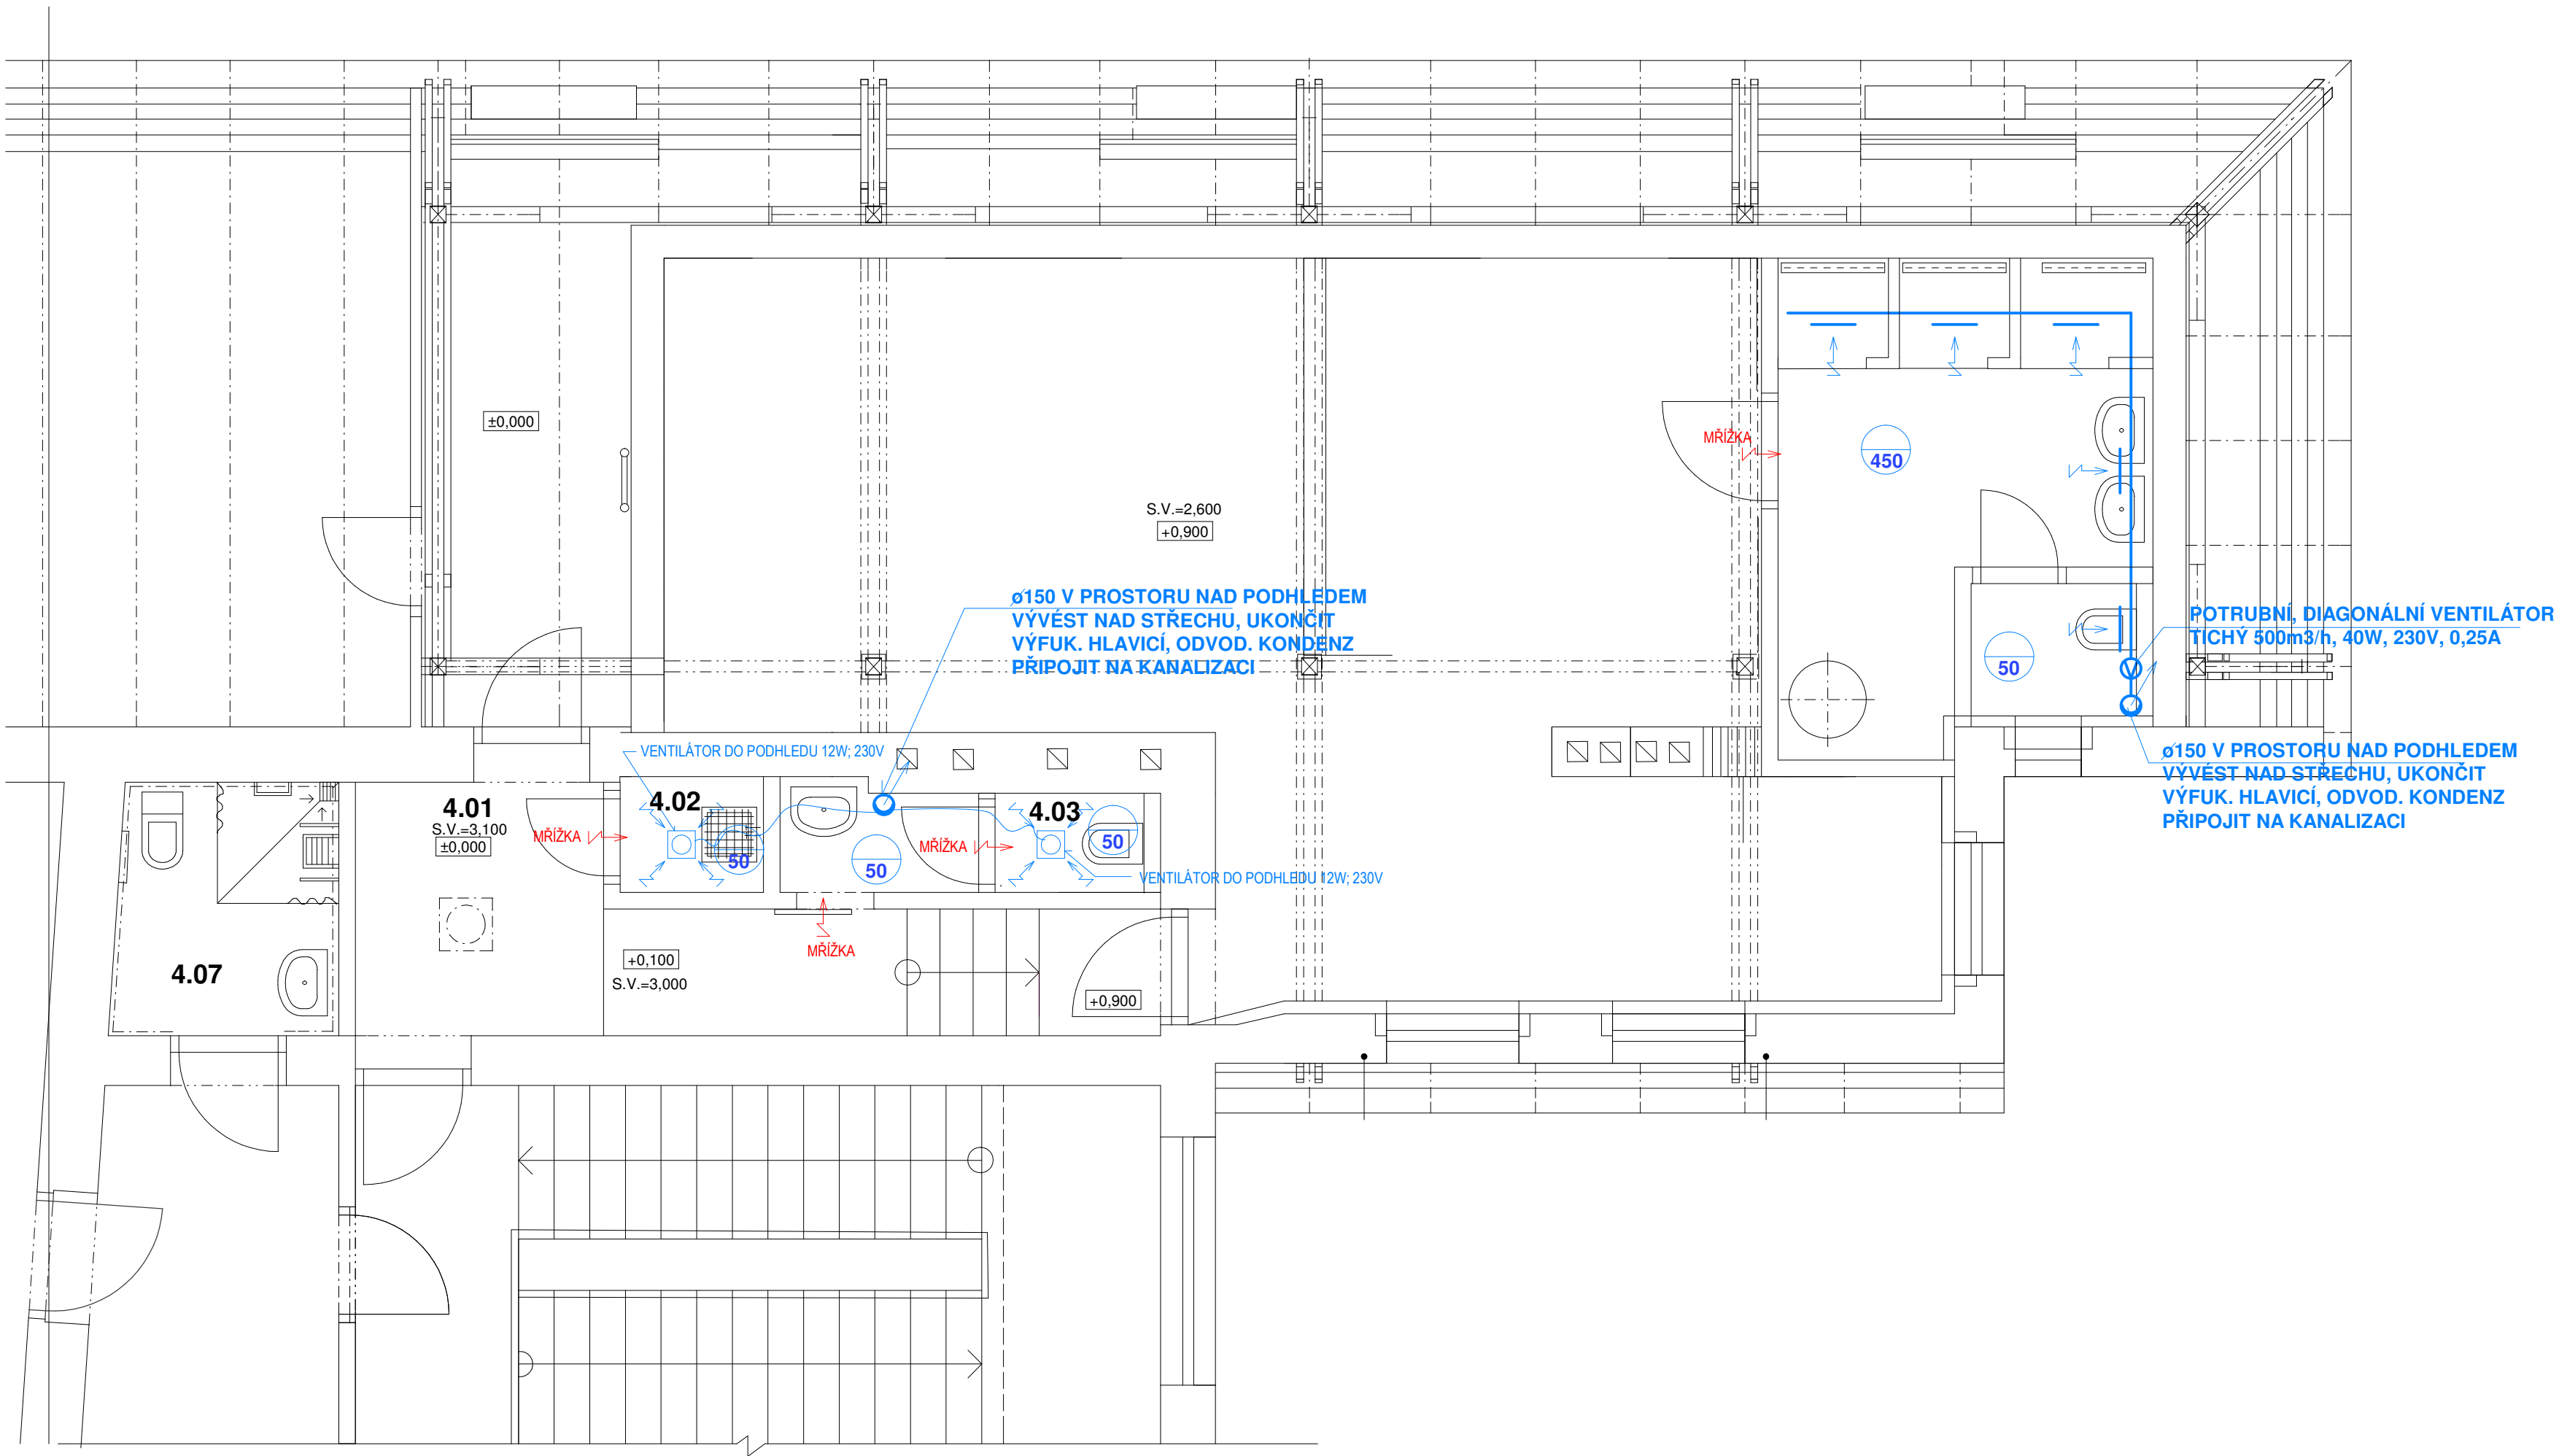 ±0,000
MŘÍŽKA
450
S.V.=2,600
+0,900
ø150 V PROSTORU NAD PODHLEDEM
VÝVÉST NAD STŘECHU, UKONČIT
VÝFUK. HLAVICÍ, ODVOD. KONDENZ
PŘIPOJIT NA KANALIZACI
POTRUBNÍ, DIAGONÁLNÍ VENTILÁTOR
TICHÝ 500m3/h, 40W, 230V, 0,25A
50
V
ø150 V PROSTORU NAD PODHLEDEM
VÝVÉST NAD STŘECHU, UKONČIT
VÝFUK. HLAVICÍ, ODVOD. KONDENZ
PŘIPOJIT NA KANALIZACI
VENTILÁTOR DO PODHLEDU 12W; 230V
4.01
S.V.=3,100
±0,000
4.02
4.03
MŘÍŽKA
50
50
MŘÍŽKA
50
VENTILÁTOR DO PODHLEDU 12W; 230V
MŘÍŽKA
4.07
+0,100
S.V.=3,000
+0,900